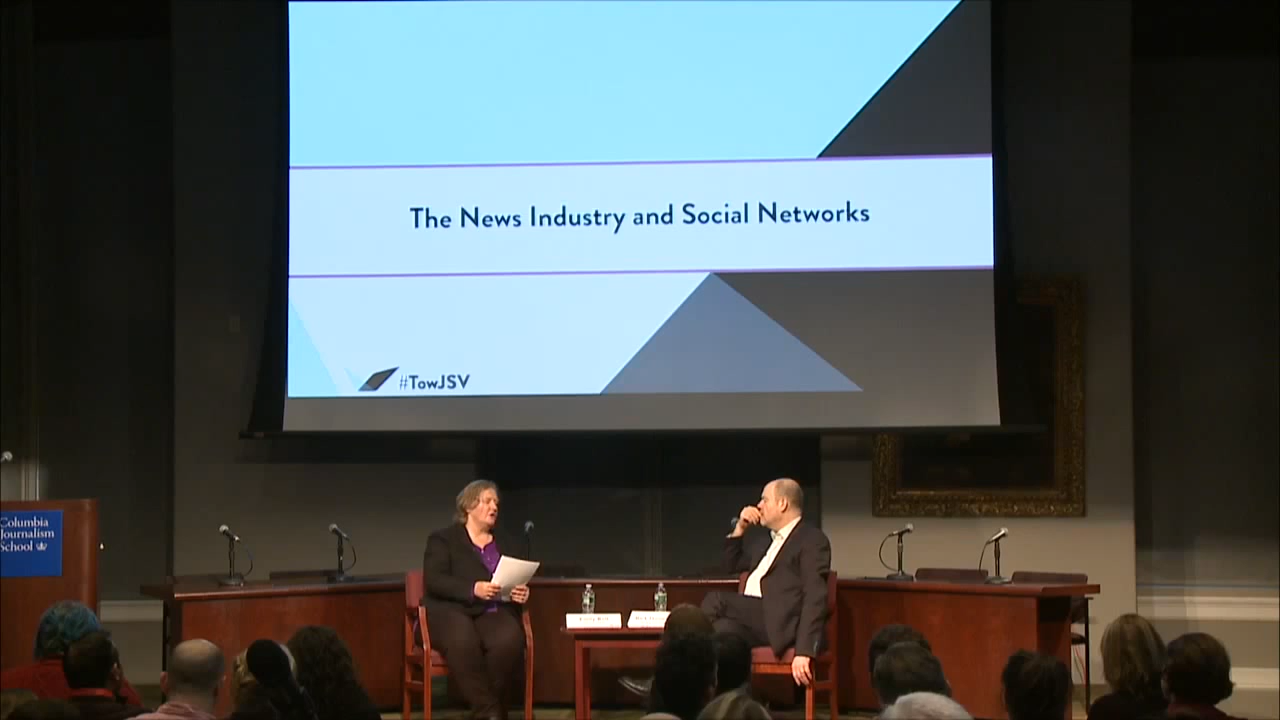 The News Industry and Social Networks
#TowJSV
Columbia
Journalism
School